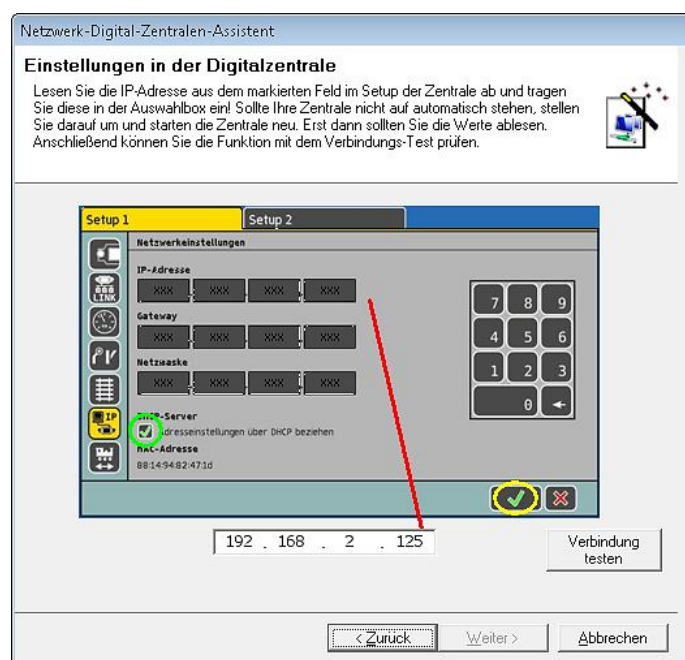 Netzwerk-Digital-Zentralen-Assistent
Einstellungen in der Digitalzentrale
Lesen Sie die IP-Adresse aus dem markierten Feld im Setup der Zentrale ab und tragen
Sie diese in der Auswahlbox ein! Sollte Ihre Zentrale nicht auf automatisch stehen, stellen
Sie darauf um und starten die Zentrale neu. Erst dann sollten Sie die Werte ablesen.
Anschließend können Sie die Funktion mit dem Verbindungs-Test prüfen.
Setup 1 Setup 2
Netzwerkeinstellungen
IP-Adresse
xxx . xxx . xxx . xxx
Gateway
xxx . xxx . xxx . xxx
Netzmaske
xxx . xxx . xxx . xxx
LINK
IP
7 8 9
4 5 6
1 2 3
0 ←
DHCP-Server
Adresseinstellungen über DHCP beziehen
MAC-Adresse
88:14:94:82:47:1d
192 . 168 . 2 . 125
Verbindung
testen
< Zurück Weiter > Abbrechen